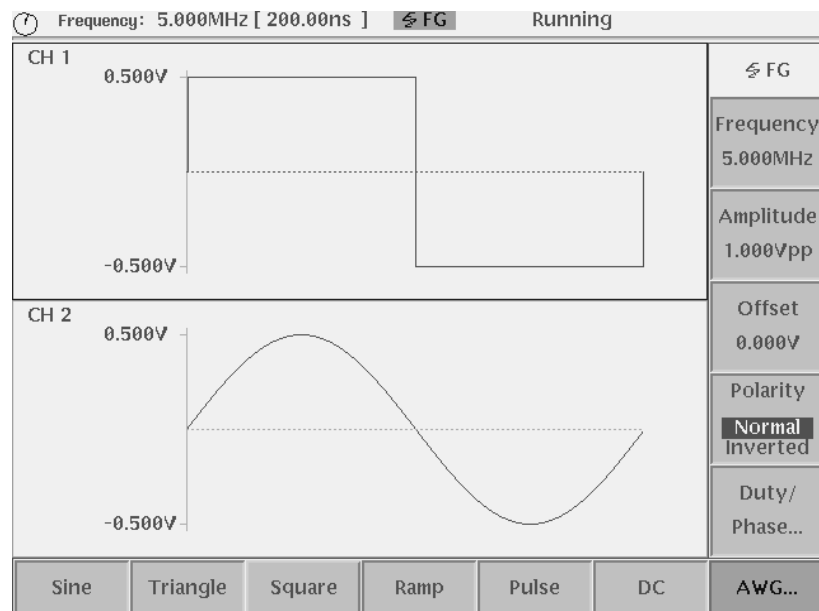 Frequency: 5.000MHz [ 200.00ns ] FG Running
CH 1
0.500V
-0.500V
CH 2
0.500V
-0.500V
FG
Frequency
5.000MHz
Amplitude
1.000Vpp
Offset
0.000V
Polarity
Normal
Inverted
Duty/
Phase...
Sine Triangle Square Ramp Pulse DC AWG...